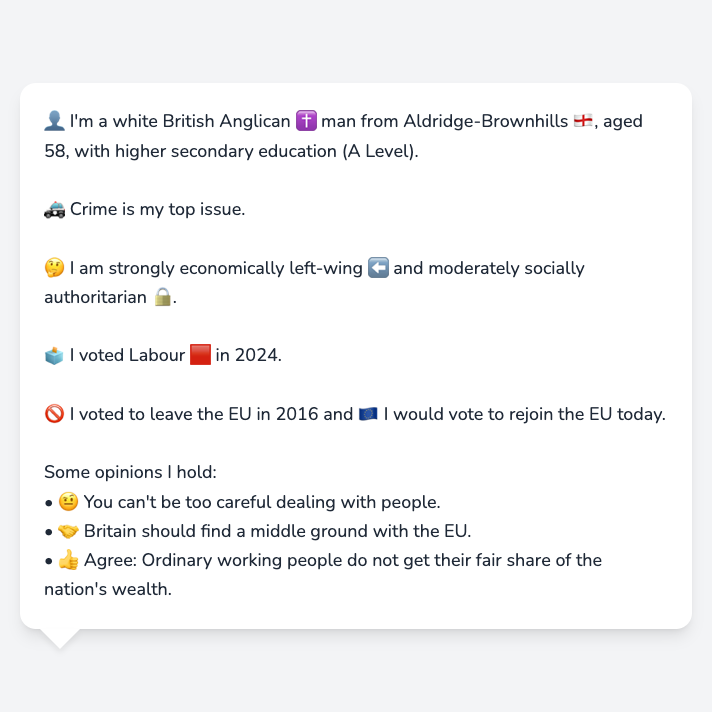 👤 I'm a white British Anglican ✝️ man from Aldridge-Brownhills 🏴󠁧󠁢󠁥󠁮󠁧󠁿, aged
58, with higher secondary education (A Level).
🚓 Crime is my top issue.
🤔 I am strongly economically left-wing ⬅️ and moderately socially
authoritarian 🔒.
🗳️ I voted Labour 🟥 in 2024.
🚫 I voted to leave the EU in 2016 and 🇪🇺 I would vote to rejoin the EU today.
Some opinions I hold:
• 🤨 You can't be too careful dealing with people.
• 🤝 Britain should find a middle ground with the EU.
• 👍 Agree: Ordinary working people do not get their fair share of the
nation's wealth.